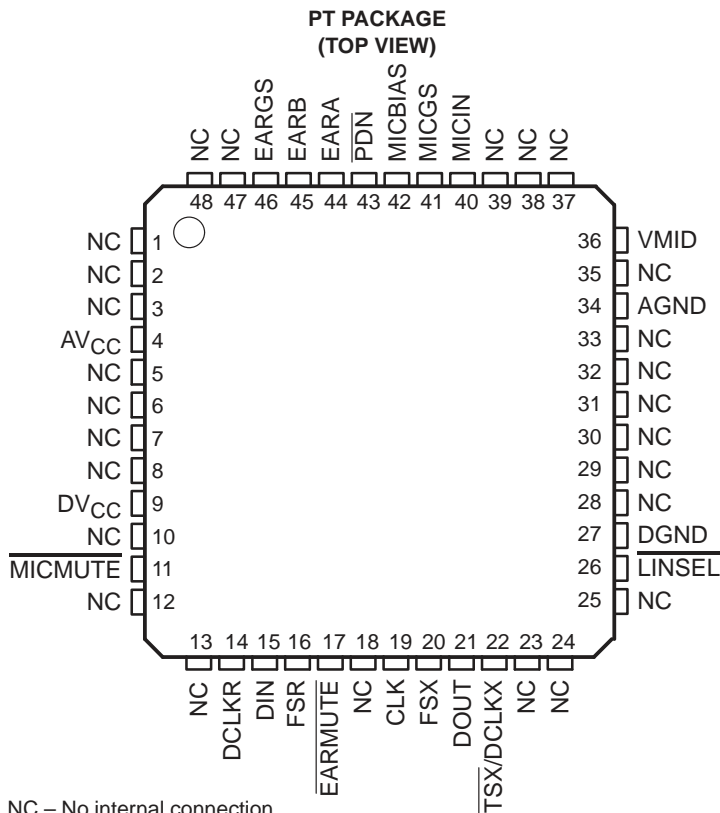 PT PACKAGE
(TOP VIEW)
NC
NC
EARGS
EARB
EARA
PDN
MICBIAS
MICGS
MICIN
NC
NC
NC
48 47 46 45 44 43 42 41 40 39 38 37
NC 1
NC 2
NC 3
AVCC 4
NC 5
NC 6
NC 7
NC 8
DVCC 9
NC 10
MICMUTE 11
NC 12
36 VMID
35 NC
34 AGND
33 NC
32 NC
31 NC
30 NC
29 NC
28 NC
27 DGND
26 LINSEL
25 NC
13 14 15 16 17 18 19 20 21 22 23 24
NC
DCLKR
DIN
FSR
EARMUTE
NC
CLK
FSX
DOUT
TSX/DCLKX
NC
NC
NC – No internal connection